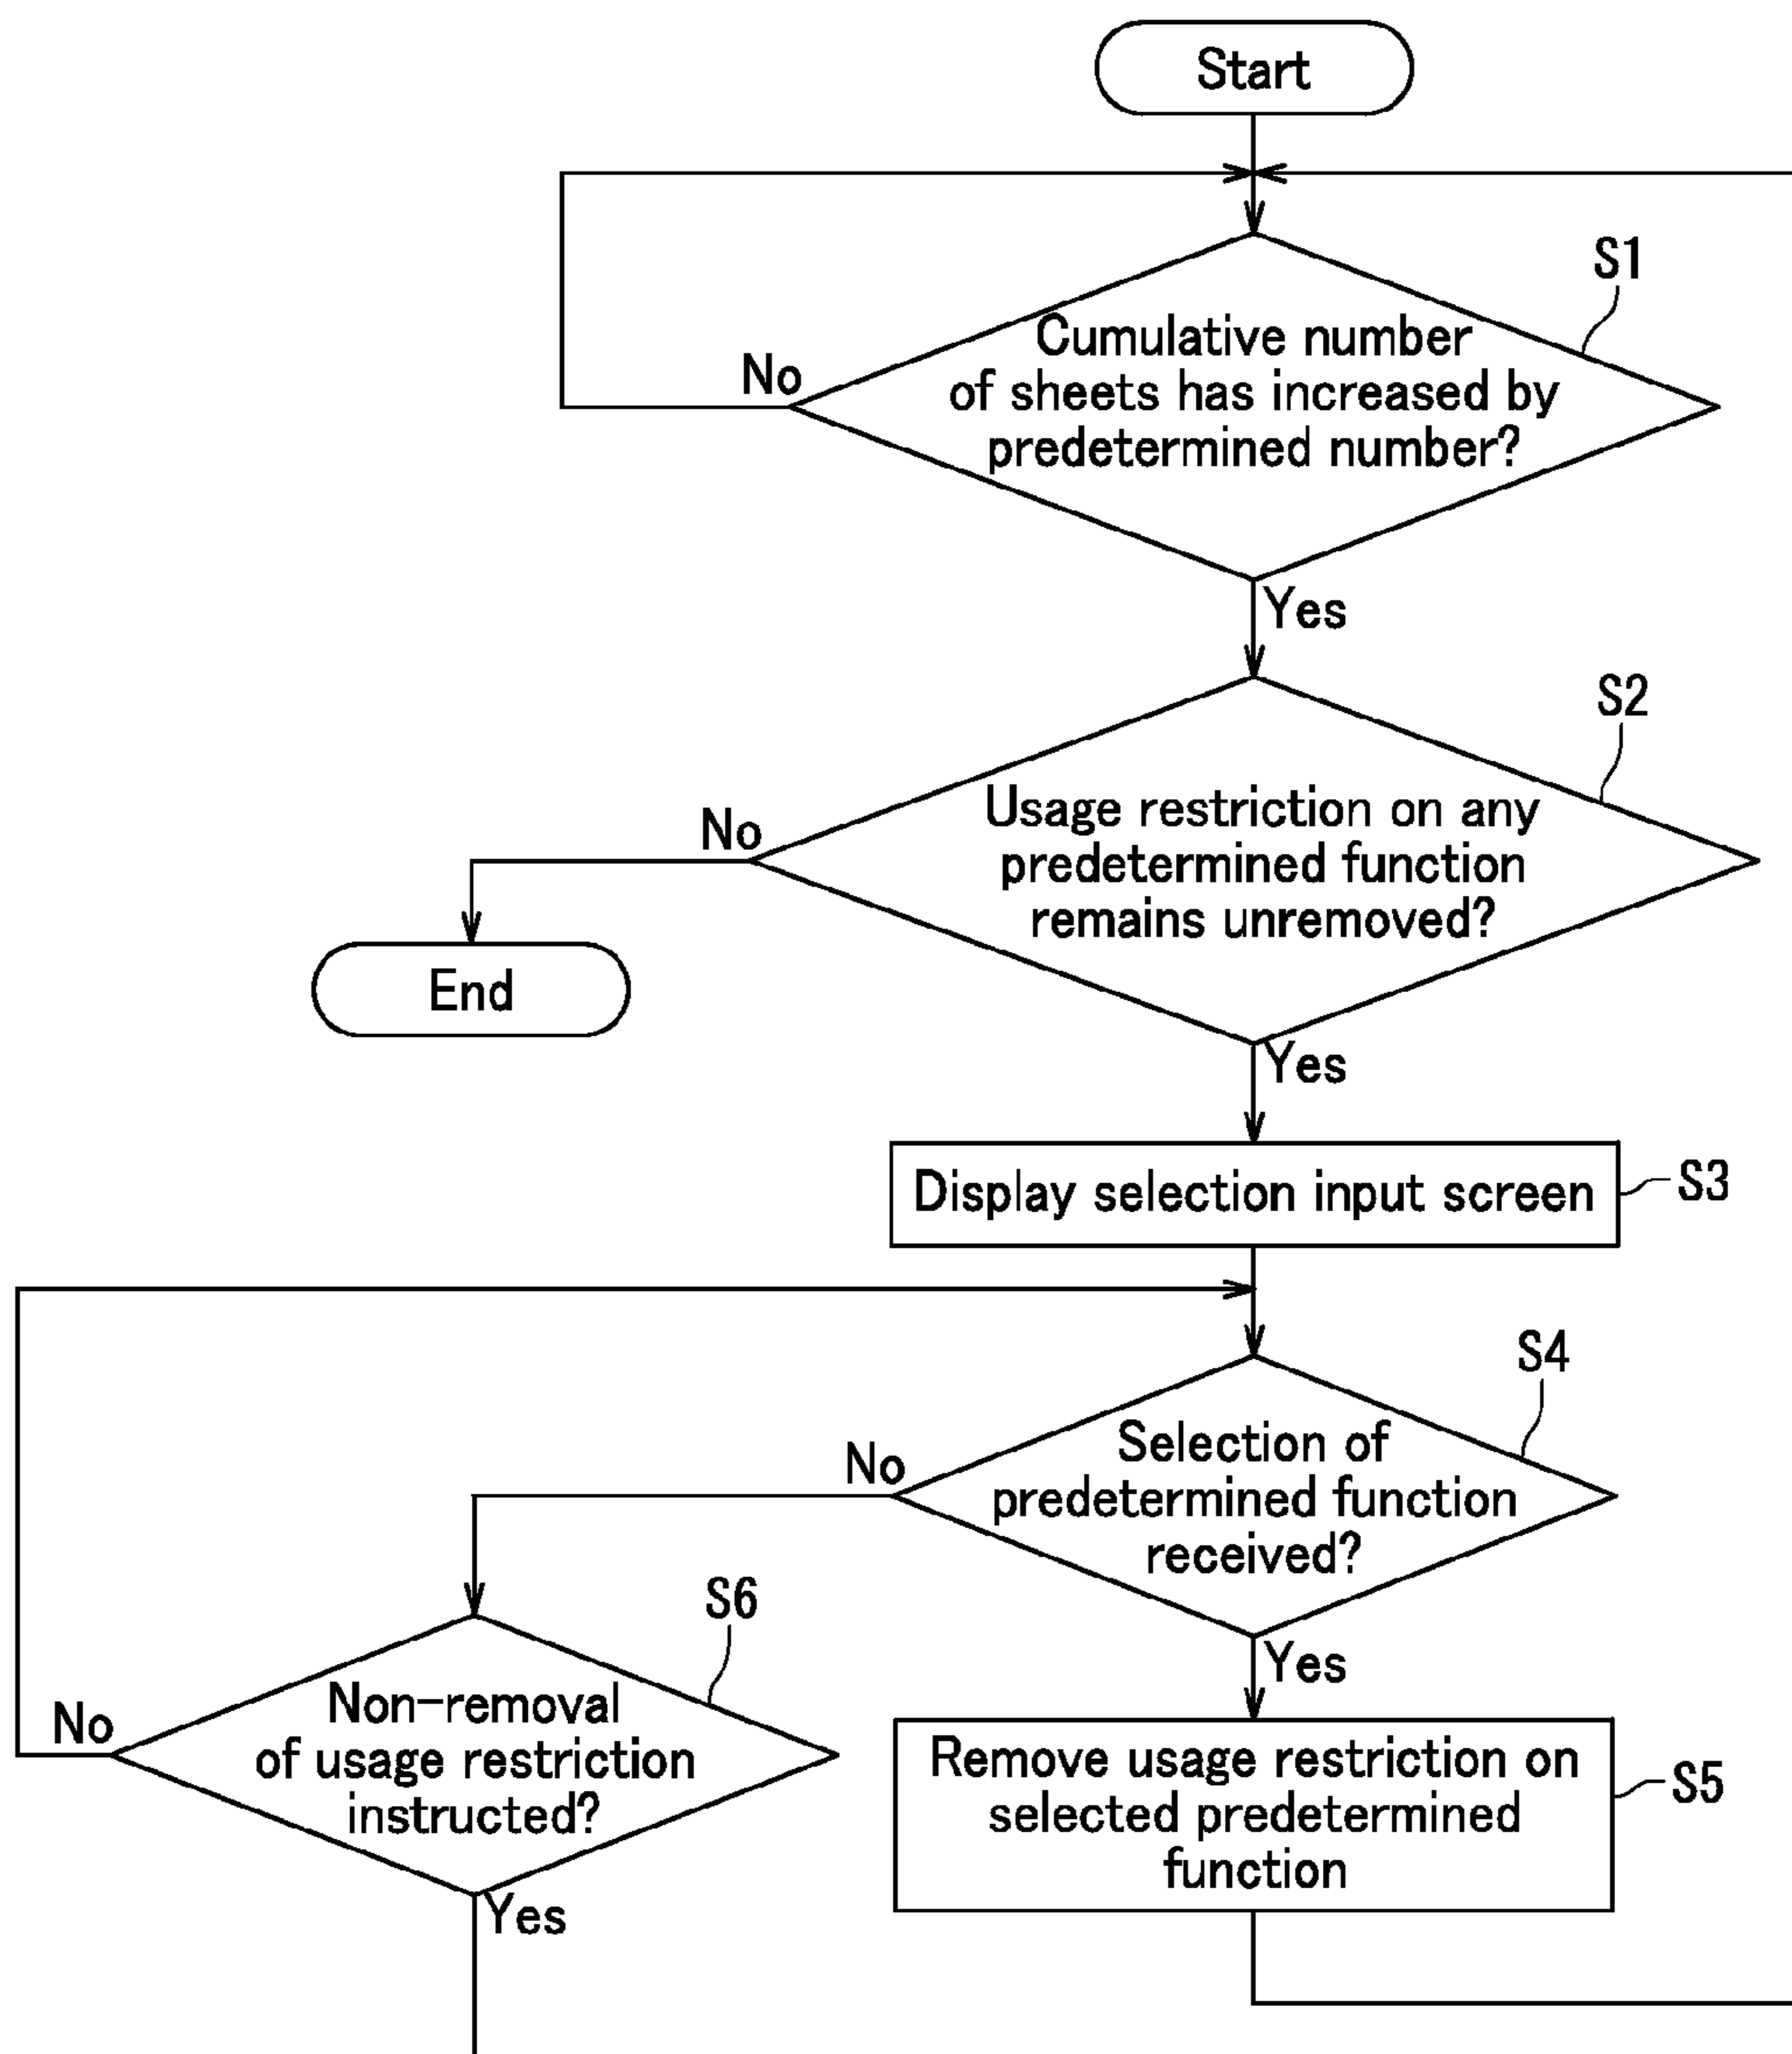 Start
S1
Cumulative number
of sheets has increased by
predetermined number?
No
Yes
S2
Usage restriction on any
predetermined function
remains unremoved?
No
End
Yes
Display selection input screen
S3
S4
Selection of
predetermined function
received?
No
Yes
S6
Non-removal
of usage restriction
instructed?
No
Yes
Remove usage restriction on
selected predetermined
function
S5